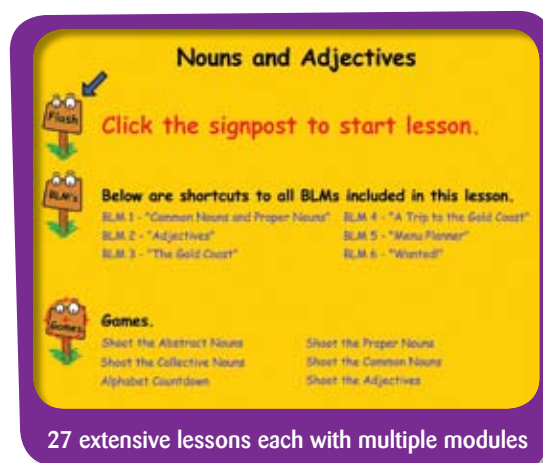 Nouns and Adjectives
Flash
Click the signpost to start lesson.
BLM's
Below are shortcuts to all BLMs included in this lesson.
BLM 1 - "Common Nouns and Proper Nouns" BLM 4 - "A Trip to the Gold Coast"
BLM 2 - "Adjectives" BLM 5 - "Menu Planner"
BLM 3 - "The Gold Coast" BLM 6 - "Wanted!"
Games
Games.
Shoot the Abstract Nouns Shoot the Proper Nouns
Shoot the Collective Nouns Shoot the Common Nouns
Alphabet Countdown Shoot the Adjectives
27 extensive lessons each with multiple modules